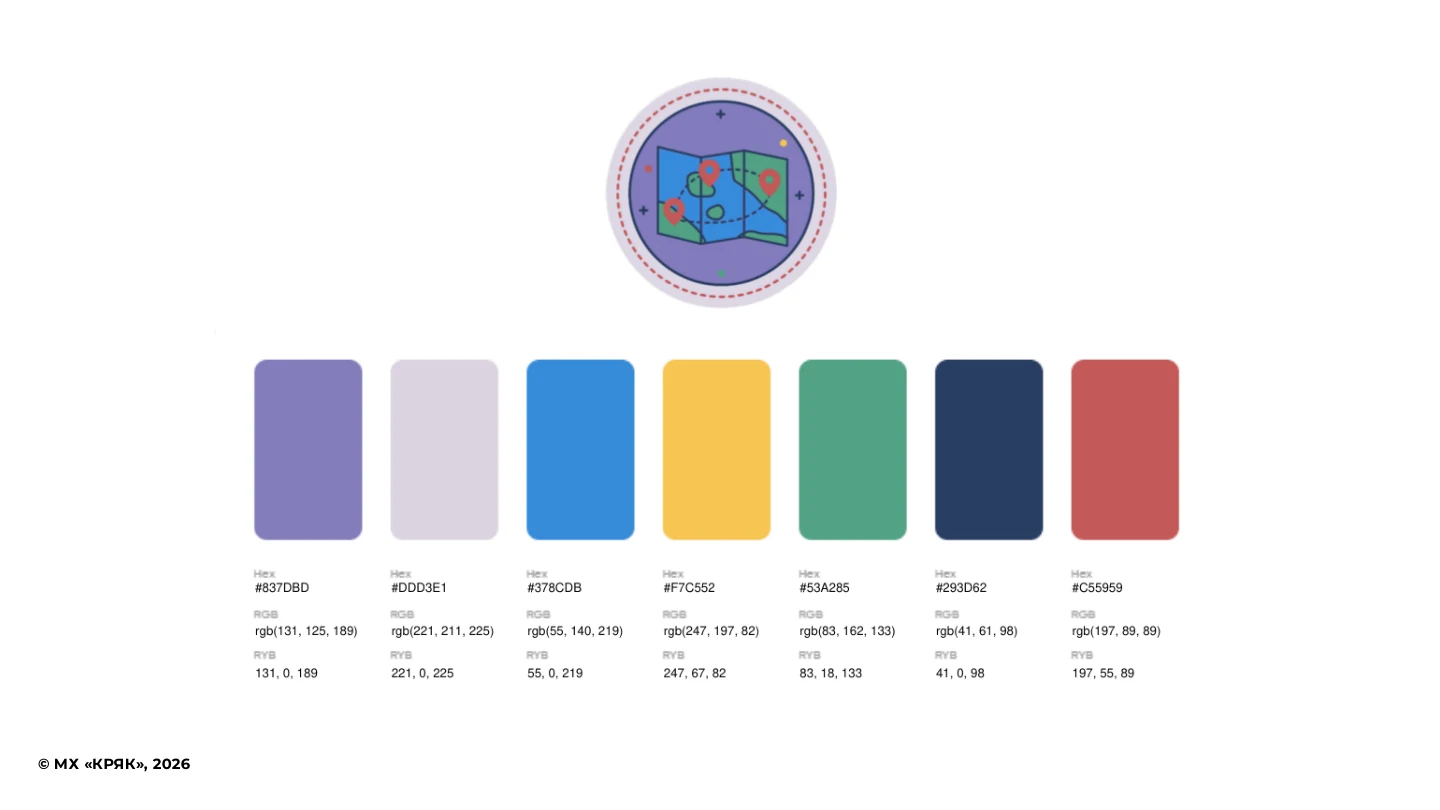 Hex Hex Hex Hex Hex Hex Hex
#837DBD #DDD3E1 #378CDB #F7C552 #53A285 #293D62 #C55959
RGB RGB RGB RGB RGB RGB RGB
rgb(131, 125, 189) rgb(221, 211, 225) rgb(55, 140, 219) rgb(247, 197, 82) rgb(83, 162, 133) rgb(41, 61, 98) rgb(197, 89, 89)
RYB RYB RYB RYB RYB RYB RYB
131, 0, 189 221, 0, 225 55, 0, 219 247, 67, 82 83, 18, 133 41, 0, 98 197, 55, 89
© МХ «КРЯК», 2026